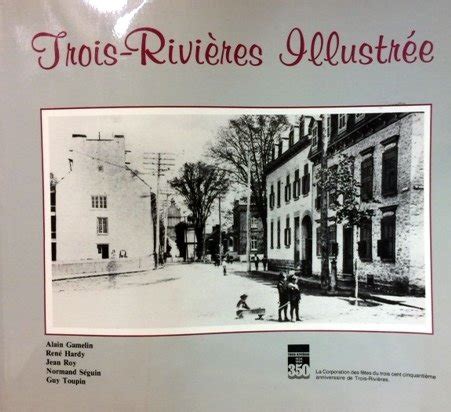 Trois-Rivières Illustrée
Alain Gamelin
René Hardy
Jean Roy
Normand Séguin
Guy Toupin
350
La Corporation des fêtes du trois cent cinquantième
anniversaire de Trois-Rivières.